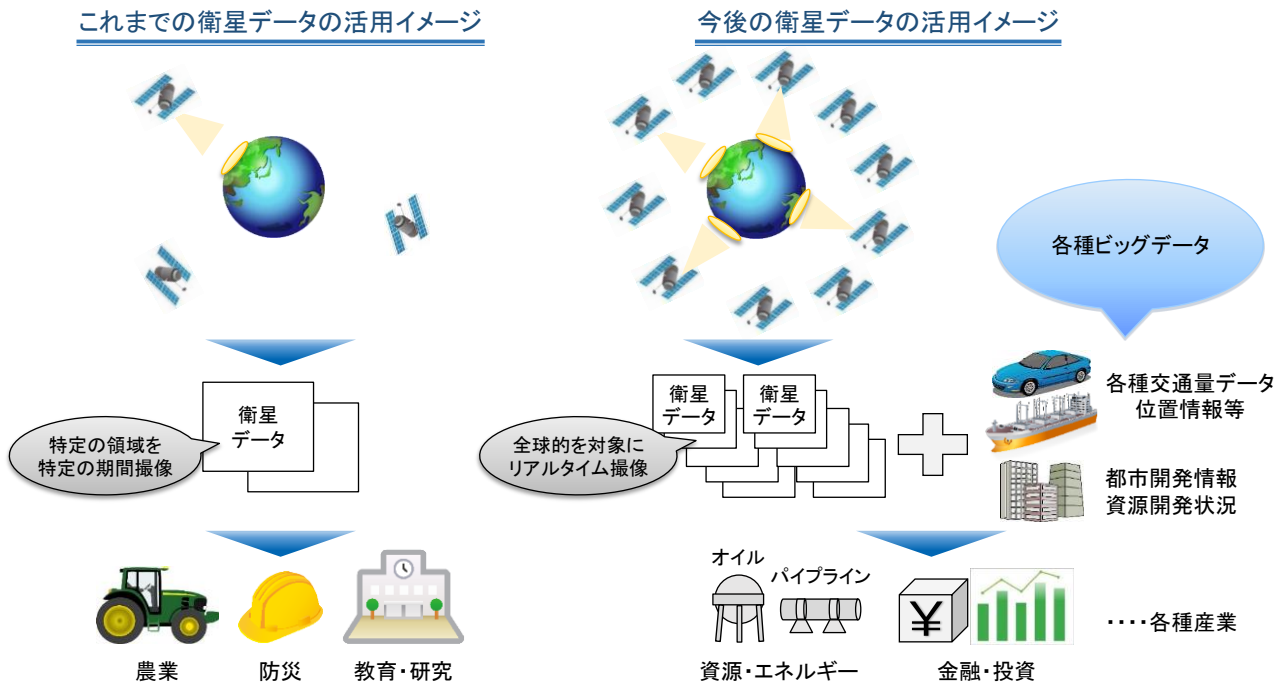 これまでの衛星データの活用イメージ
今後の衛星データの活用イメージ
各種ビッグデータ
衛星
データ
特定の領域を
特定の期間撮像
衛星
データ
衛星
データ
全球的を対象に
リアルタイム撮像
各種交通量データ
位置情報等
都市開発情報
資源開発状況
オイル
パイプライン
¥
‥‥各種産業
農業
防災
教育・研究
資源・エネルギー
金融・投資